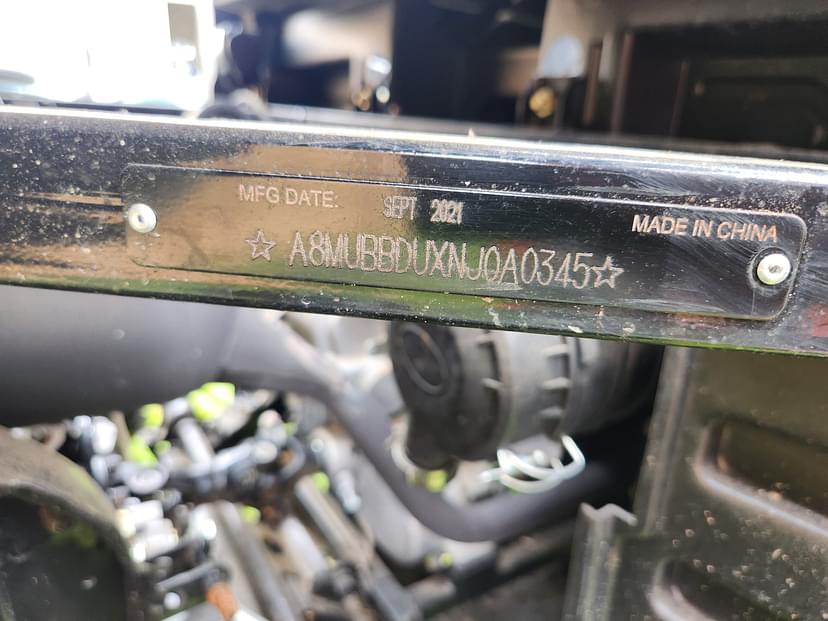 MFG DATE: SEPT 2021
MADE IN CHINA
☆A8MUBBDUXNJ0A0345☆